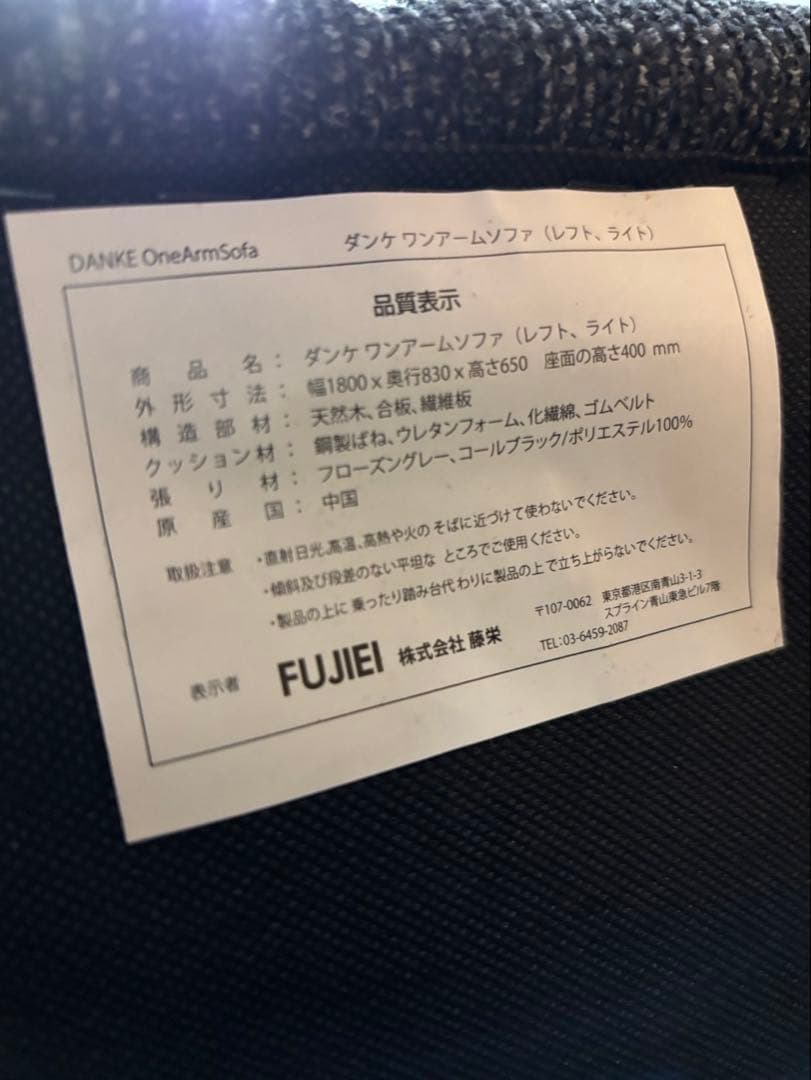 DANKE OneArmSofa ダンケ ワンアームソファ（レフト、ライト）
品質表示
商品名：ダンケ ワンアームソファ（レフト、ライト）
外形寸法：幅1800 x 奥行830 x 高さ650 座面の高さ400 mm
構造部材：天然木、合板、繊維板
クッション材：鋼製ばね、ウレタンフォーム、化繊綿、ゴムベルト
張り材：フローズングレー、コールブラック/ポリエステル100%
原産国：中国
取扱注意 ・直射日光、高温、高熱や火の そばに近づけて使わないでください。
・傾斜及び段差のない平坦な ところでご使用ください。
・製品の上に 乗ったり踏み台代 わりに製品の上で立ち上がらないでください。
表示者 FUJIEI 株式会社 藤栄
〒107-0062 東京都港区南青山3-1-3
スプライン青山東急ビル7階
TEL：03-6459-2087